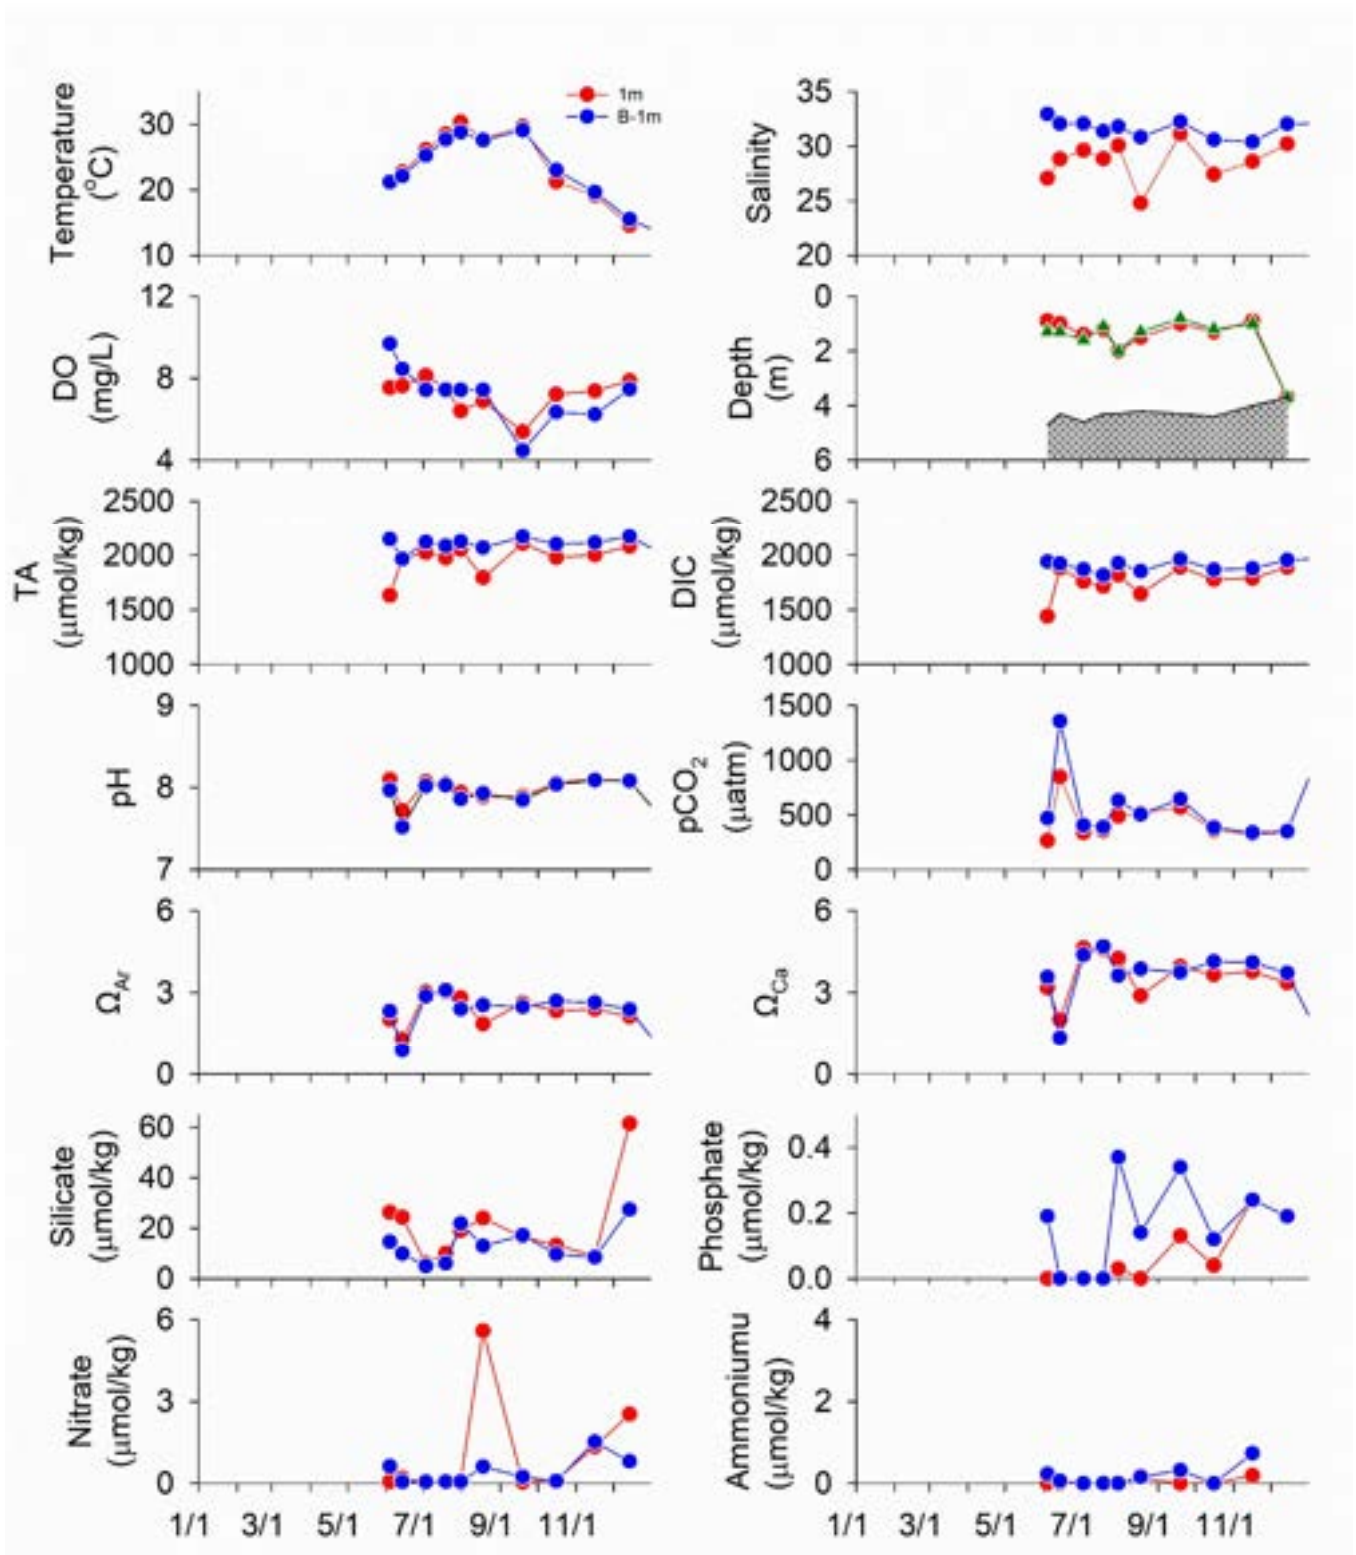 1m
B-1m
Temperature
(°C)
30
20
10
Salinity
35
30
25
20
DO
(mg/L)
12
8
4
Depth
(m)
0
2
4
6
TA
(μmol/kg)
2500
2000
1500
1000
DIC
(μmol/kg)
2500
2000
1500
1000
pH
9
8
7
pCO₂
(μatm)
1500
1000
500
0
Ω_Ar
6
3
0
Ω_Ca
6
3
0
Silicate
(μmol/kg)
60
40
20
0
Phosphate
(μmol/kg)
0.4
0.2
0.0
Nitrate
(μmol/kg)
6
3
0
Ammoniumu
(μmol/kg)
4
2
0
1/1 3/1 5/1 7/1 9/1 11/1
1/1 3/1 5/1 7/1 9/1 11/1